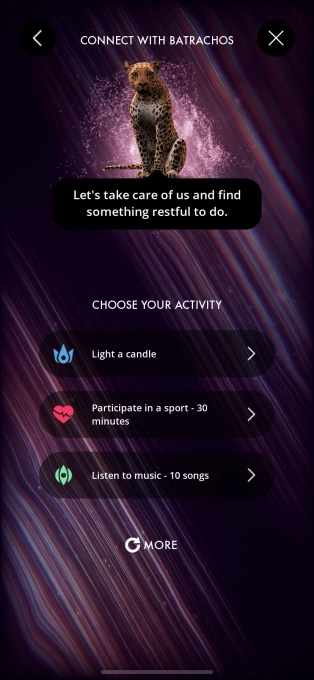 CONNECT WITH BATRACHOS
Let's take care of us and find
something restful to do.
CHOOSE YOUR ACTIVITY
Light a candle
Participate in a sport - 30
minutes
Listen to music - 10 songs
MORE